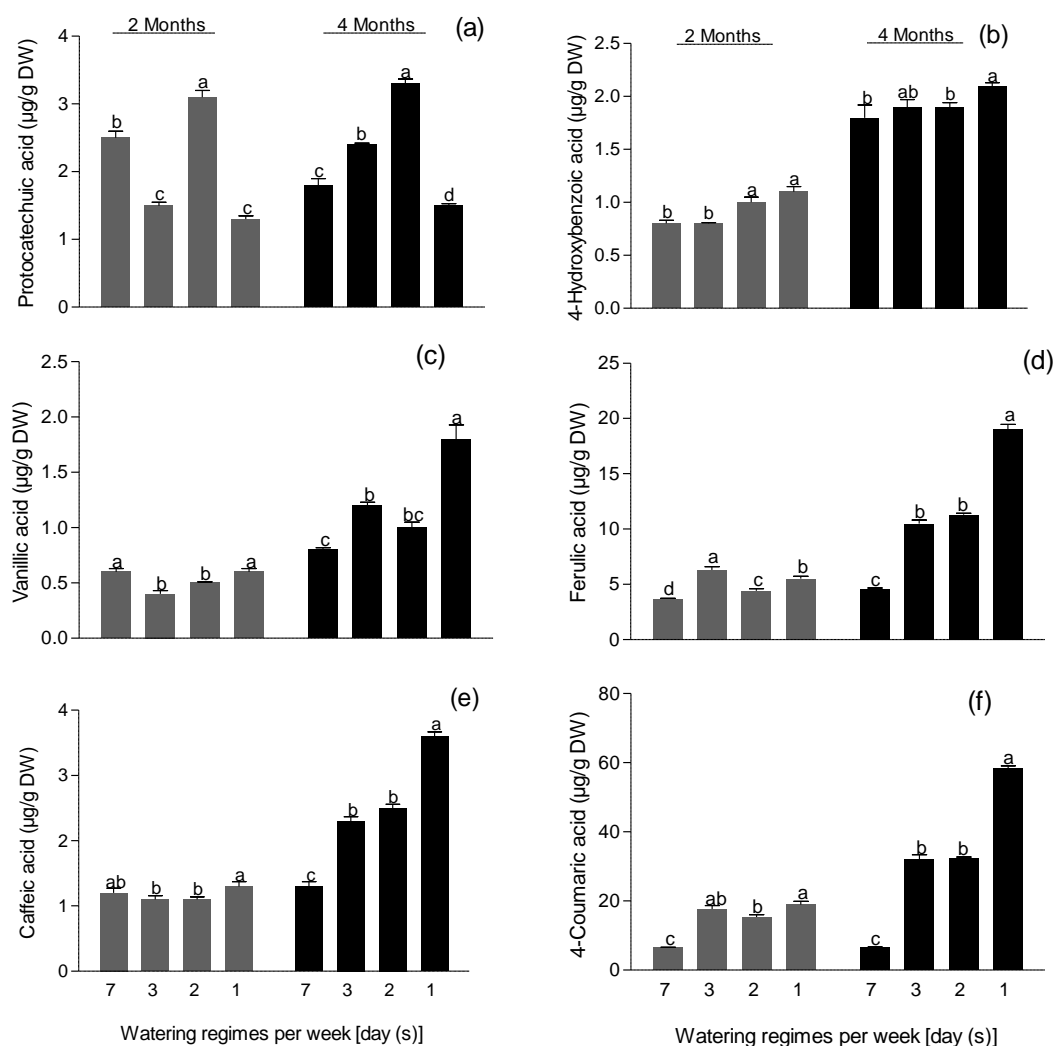 2 Months 4 Months (a)
Protocatechuic acid (µg/g DW)
4
3
2
1
0
b c a c c b a d
2 Months 4 Months (b)
4-Hydroxybenzoic acid (µg/g DW)
2.5
2.0
1.5
1.0
0.5
0.0
b b a a b ab b a
(c)
Vanillic acid (µg/g DW)
2.5
2.0
1.5
1.0
0.5
0.0
a b b a c b bc a
(d)
Ferulic acid (µg/g DW)
25
20
15
10
5
0
d a c b c b b a
(e)
Caffeic acid (µg/g DW)
4
3
2
1
0
ab b b a c b b a
7 3 2 1 7 3 2 1
Watering regimes per week [day (s)]
(f)
4-Coumaric acid (µg/g DW)
80
60
40
20
0
c ab b a c b b a
7 3 2 1 7 3 2 1
Watering regimes per week [day (s)]